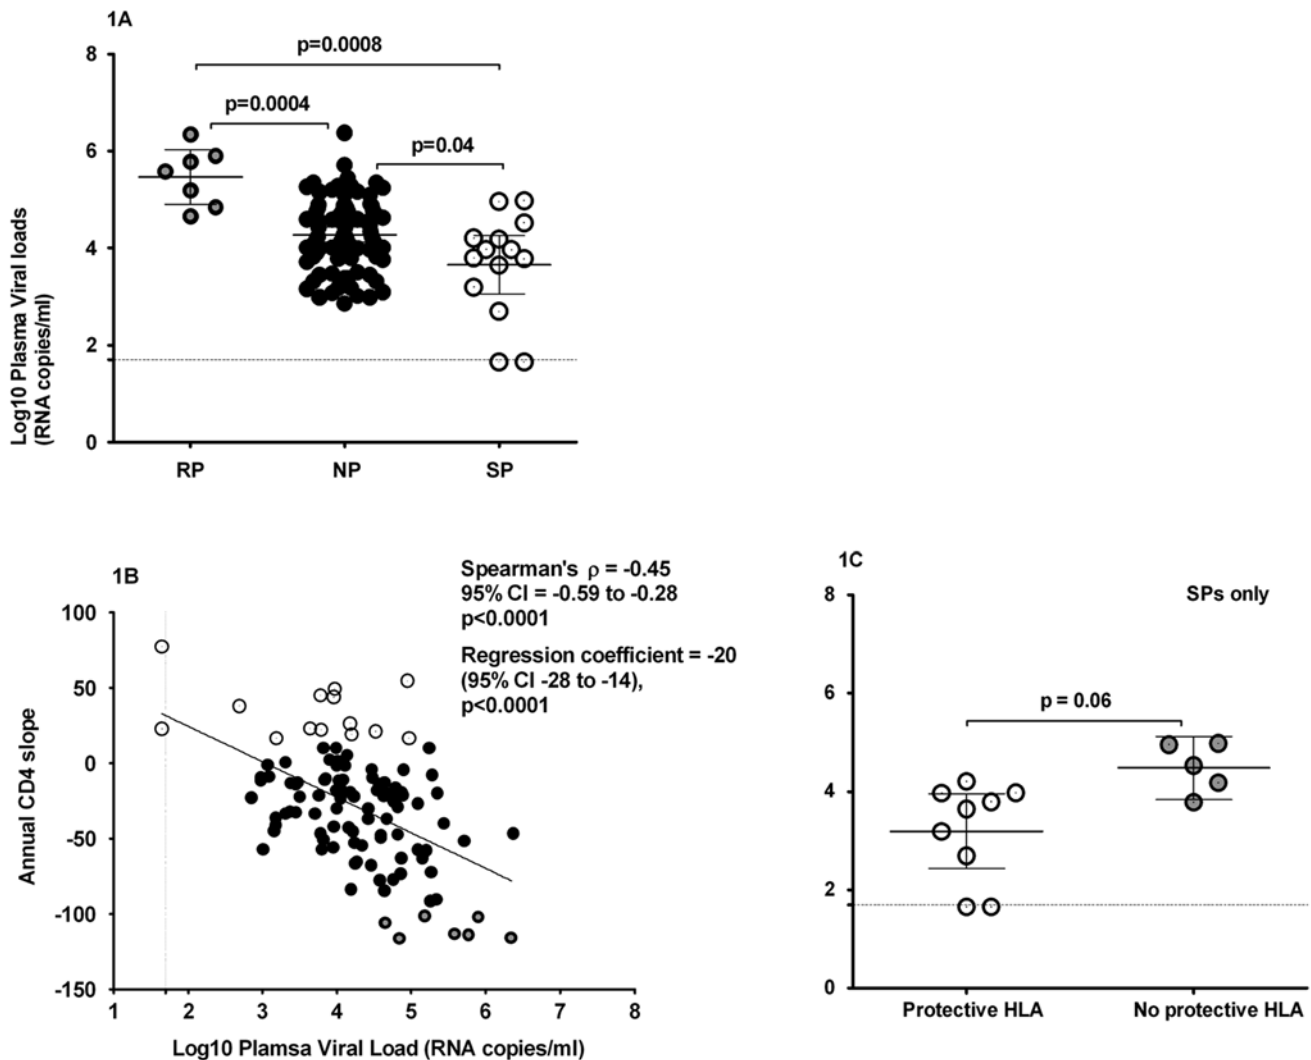 1A
8
6
4
2
0
p=0.0008
p=0.0004
p=0.04
Log10 Plasma Viral loads
(RNA copies/ml)
RP NP SP
1B
Spearman's ρ = -0.45
95% CI = -0.59 to -0.28
p<0.0001
Regression coefficient = -20
(95% CI -28 to -14),
p<0.0001
100
50
0
-50
-100
-150
Annual CD4 slope
1 2 3 4 5 6 7 8
Log10 Plamsa Viral Load (RNA copies/ml)
1C
SPs only
8
6
4
2
0
p = 0.06
Protective HLA No protective HLA